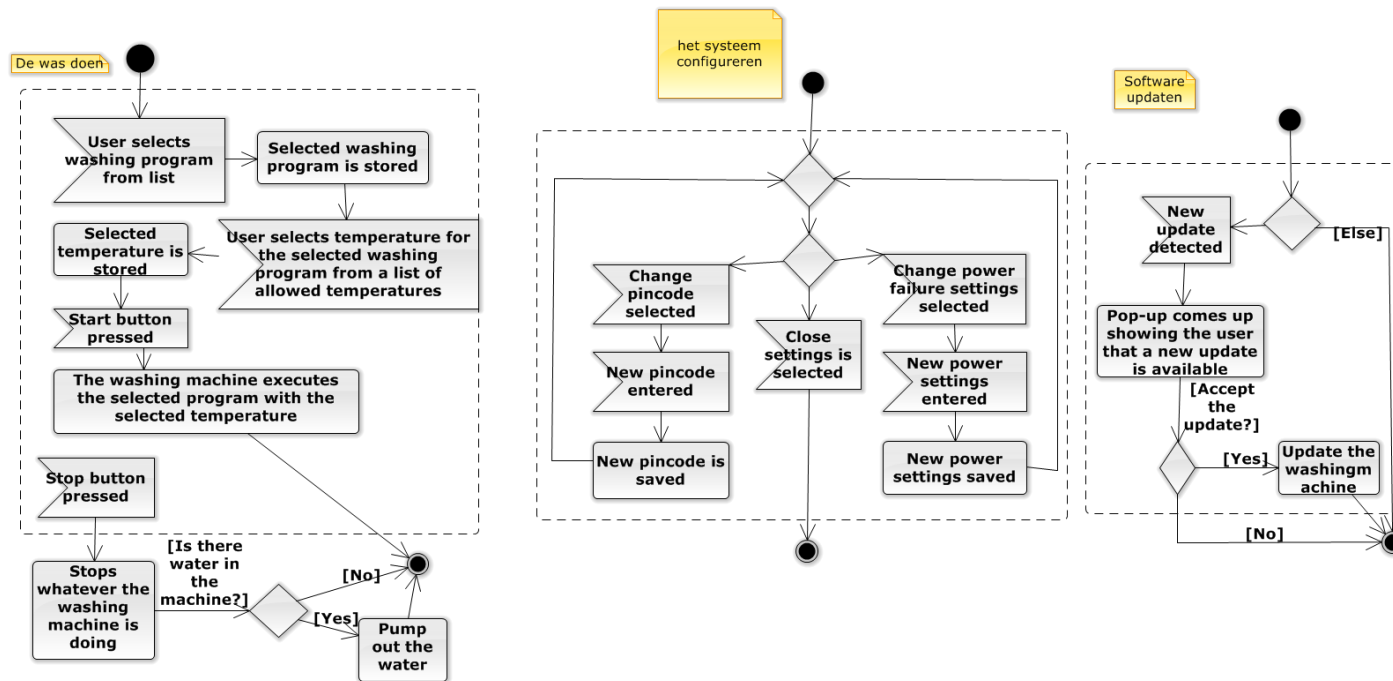 De was doen
User selects
washing program
from list
Selected washing
program is stored
User selects temperature for
the selected washing
program from a list of
allowed temperatures
Selected
temperature is
stored
Start button
pressed
The washing machine executes
the selected program with the
selected temperature
Stop button
pressed
Stops
whatever the
washing
machine is
doing
[Is there
water in
the
machine?]
[No]
[Yes]
Pump
out the
water
het systeem
configureren
Change
pincode
selected
New pincode
entered
New pincode is
saved
Close
settings is
selected
Change power
failure settings
selected
New power
settings
entered
New power
settings saved
Software
updaten
New
update
detected
[Else]
Pop-up comes up
showing the user
that a new update
is available
[Accept
the
update?]
[Yes]
Update the
washingm
achine
[No]